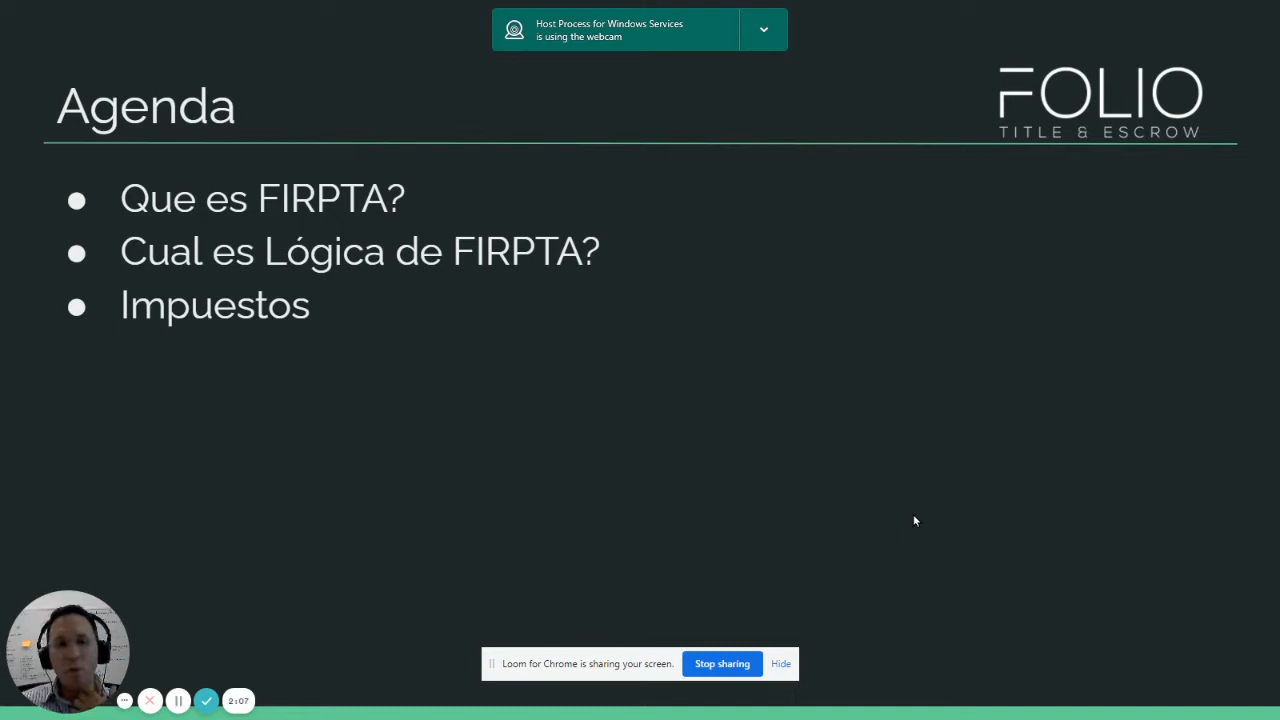 Host Process for Windows Services
is using the webcam
Agenda
FOLIO
TITLE & ESCROW
Que es FIRPTA?
Cual es Lógica de FIRPTA?
Impuestos
Loom for Chrome is sharing your screen.
Stop sharing
Hide
2:07